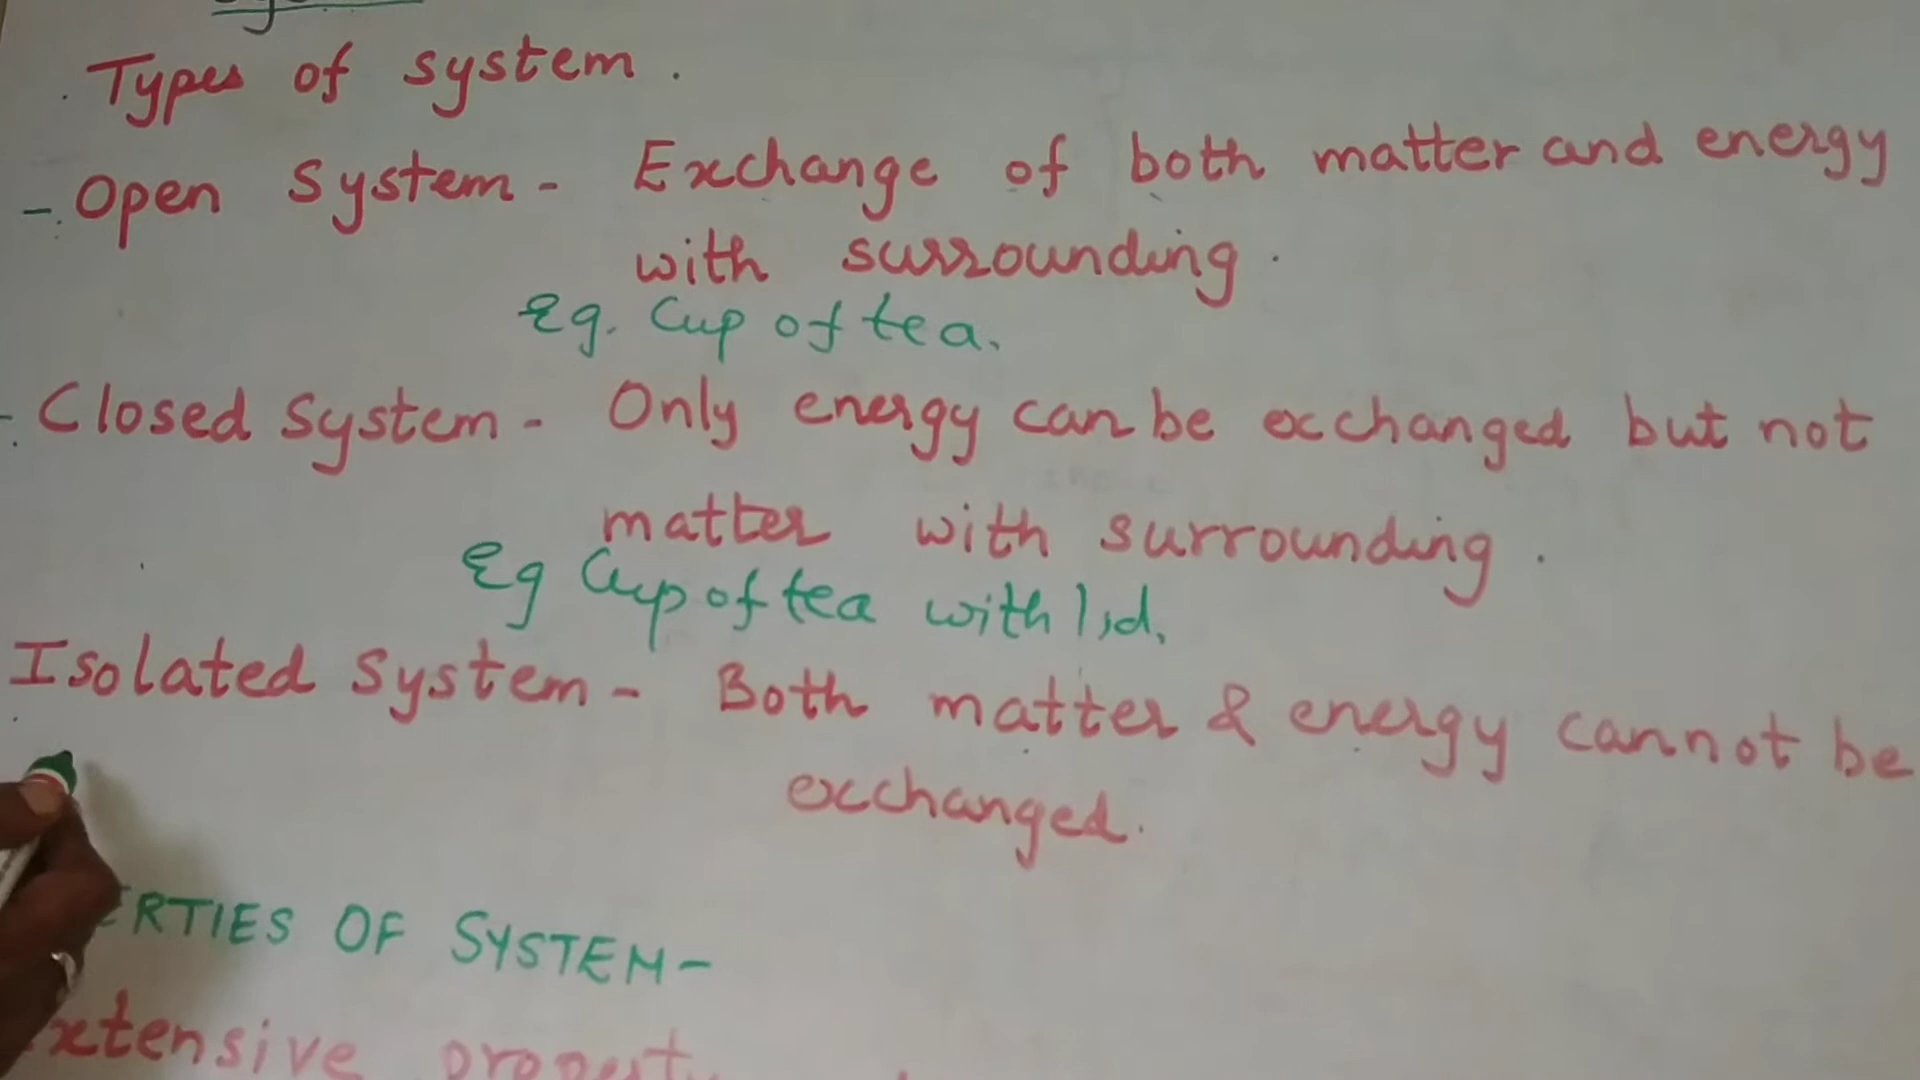 Types of system.
- Open System - Exchange of both matter and energy
with surrounding.
Eg. Cup of tea.
- Closed System - Only energy can be exchanged but not
matter with surrounding.
Eg Cup of tea with lid.
Isolated System - Both matter & energy cannot be
exchanged.
ERTIES OF SYSTEM-
xtensive property